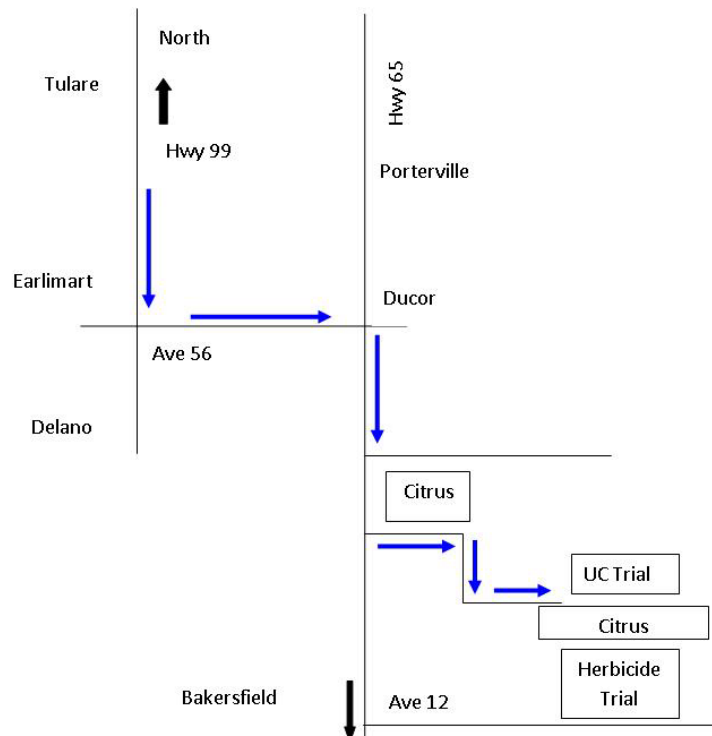 North
Tulare
Hwy 65
Hwy 99
Porterville
Earlimart
Ducor
Ave 56
Delano
Citrus
UC Trial
Citrus
Herbicide
Trial
Bakersfield
Ave 12